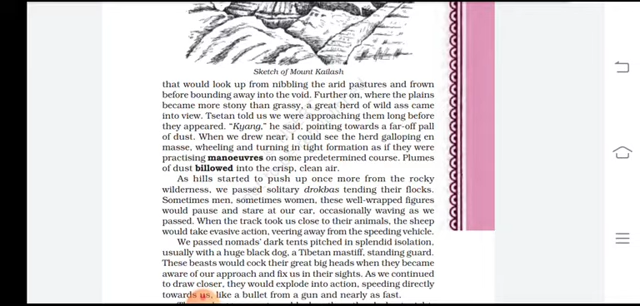 Sketch of Mount Kailash
that would look up from nibbling the arid pastures and frown
before bounding away into the void. Further on, where the plains
became more stony than grassy, a great herd of wild ass came
into view. Tsetan told us we were approaching them long before
they appeared. “Kyang,” he said, pointing towards a far-off pall
of dust. When we drew near, I could see the herd galloping en
masse, wheeling and turning in tight formation as if they were
practising manoeuvres on some predetermined course. Plumes
of dust billowed into the crisp, clean air.
As hills started to push up once more from the rocky
wilderness, we passed solitary drokbas tending their flocks.
Sometimes men, sometimes women, these well-wrapped figures
would pause and stare at our car, occasionally waving as we
passed. When the track took us close to their animals, the sheep
would take evasive action, veering away from the speeding vehicle.
We passed nomads’ dark tents pitched in splendid isolation,
usually with a huge black dog, a Tibetan mastiff, standing guard.
These beasts would cock their great big heads when they became
aware of our approach and fix us in their sights. As we continued
to draw closer, they would explode into action, speeding directly
towards us, like a bullet from a gun and nearly as fast.